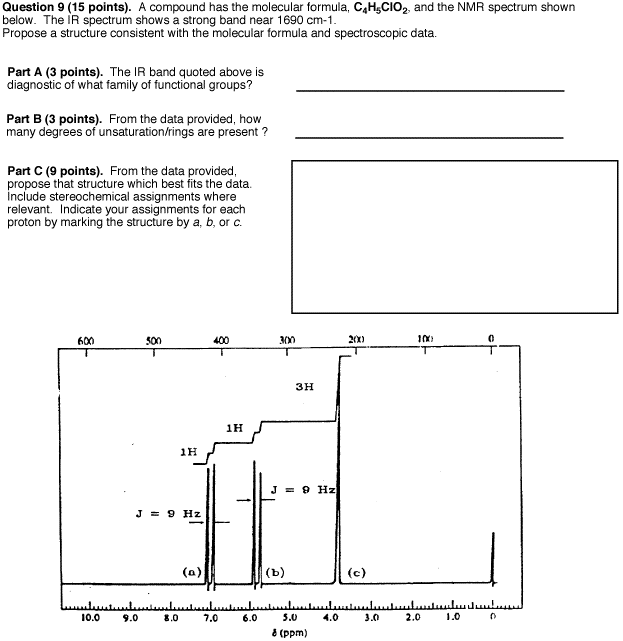 Question 9 (15 points).  A compound has the molecular formula, C₄H₅ClO₂, and the NMR spectrum shown
below.  The IR spectrum shows a strong band near 1690 cm-1.
Propose a structure consistent with the molecular formula and spectroscopic data.
Part A (3 points).  The IR band quoted above is
diagnostic of what family of functional groups?
Part B (3 points).  From the data provided, how
many degrees of unsaturation/rings are present ?
Part C (9 points).  From the data provided,
propose that structure which best fits the data.
Include stereochemical assignments where
relevant.  Indicate your assignments for each
proton by marking the structure by a, b, or c.
600 500 400 300 200 100 0
3H
1H
1H
J = 9 Hz
J = 9 Hz
(a) (b) (c)
10.0 9.0 8.0 7.0 6.0 5.0 4.0 3.0 2.0 1.0 0
δ (ppm)